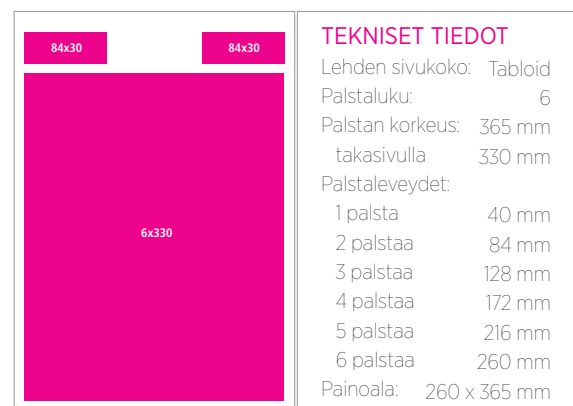 84x30
84x30
6x330
TEKNISET TIEDOT
Lehden sivukoko: Tabloid
Palstaluku: 6
Palstan korkeus: 365 mm
takasivulla 330 mm
Palstaleveydet:
1 palsta 40 mm
2 palstaa 84 mm
3 palstaa 128 mm
4 palstaa 172 mm
5 palstaa 216 mm
6 palstaa 260 mm
Painoala: 260 x 365 mm